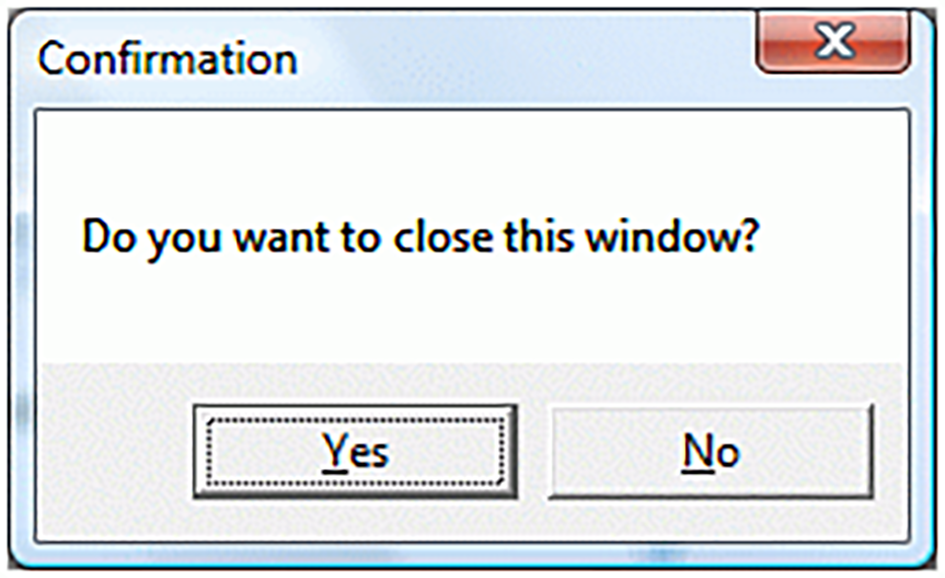 Confirmation
Do you want to close this window?
Yes
No